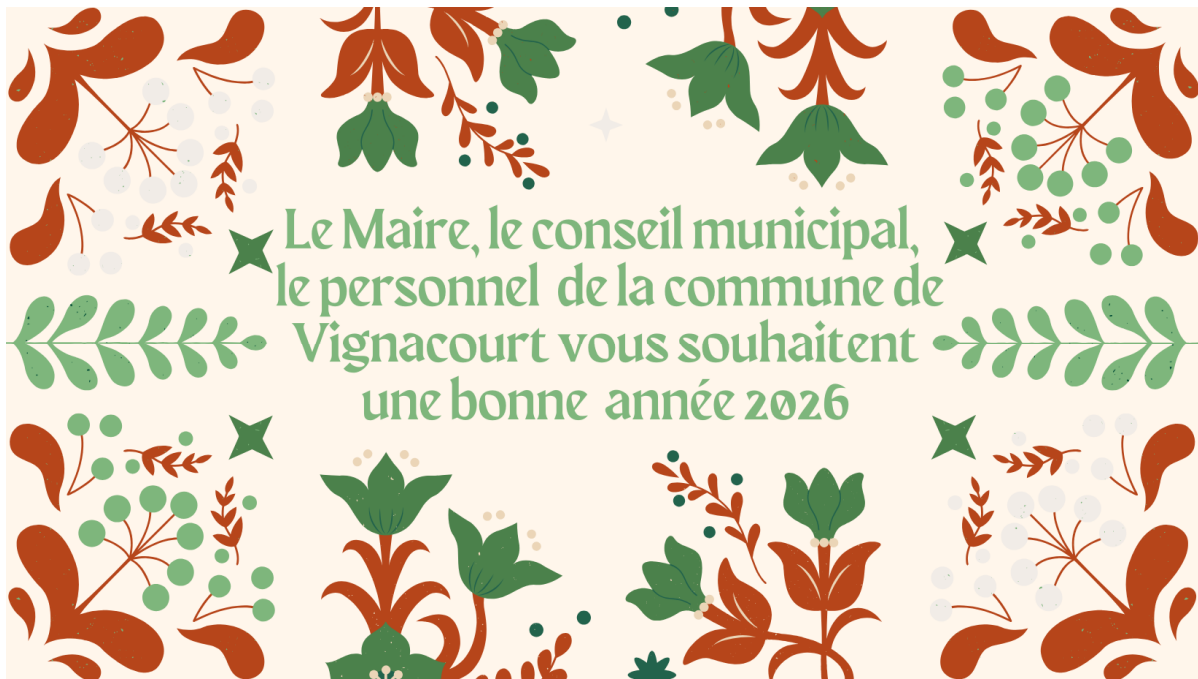 Le Maire, le conseil municipal,
le personnel de la commune de
Vignacourt vous souhaitent
une bonne année 2026